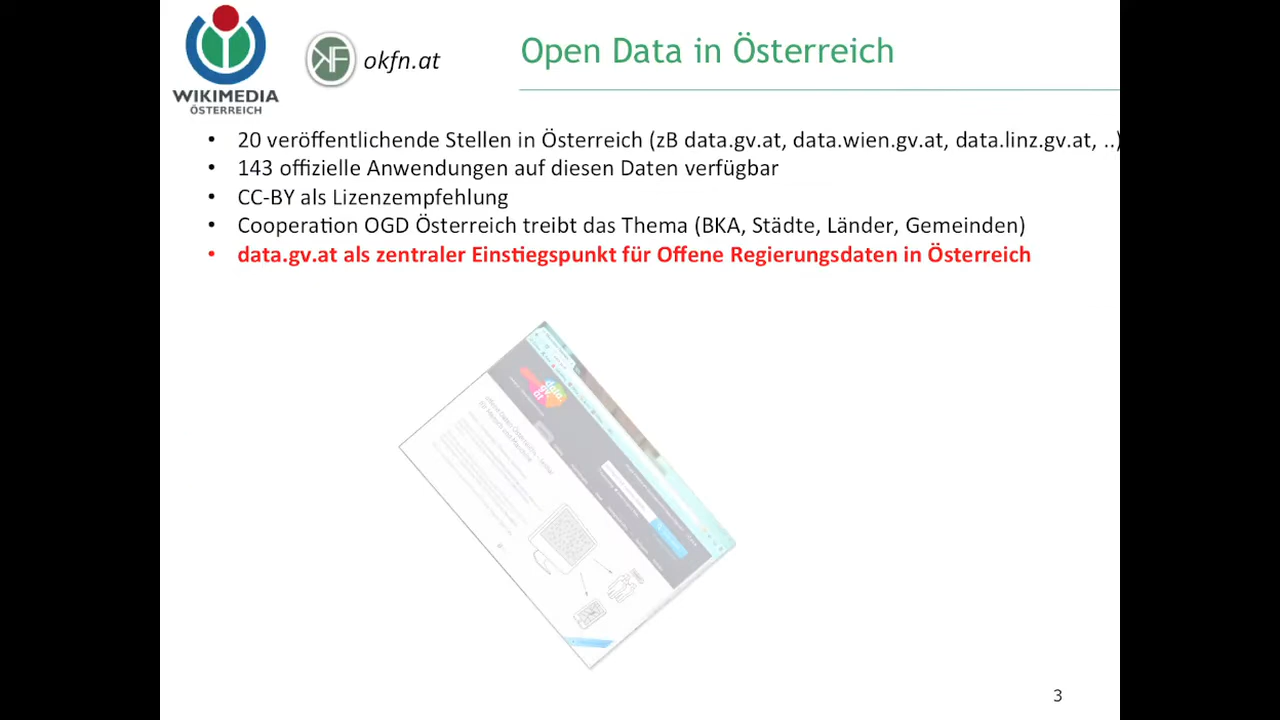 WIKIMEDIA
ÖSTERREICH
okfn.at
Open Data in Österreich
• 20 veröffentlichende Stellen in Österreich (zB data.gv.at, data.wien.gv.at, data.linz.gv.at, ..)
• 143 offizielle Anwendungen auf diesen Daten verfügbar
• CC-BY als Lizenzempfehlung
• Cooperation OGD Österreich treibt das Thema (BKA, Städte, Länder, Gemeinden)
• data.gv.at als zentraler Einstiegspunkt für Offene Regierungsdaten in Österreich
data.
gv.
at
3